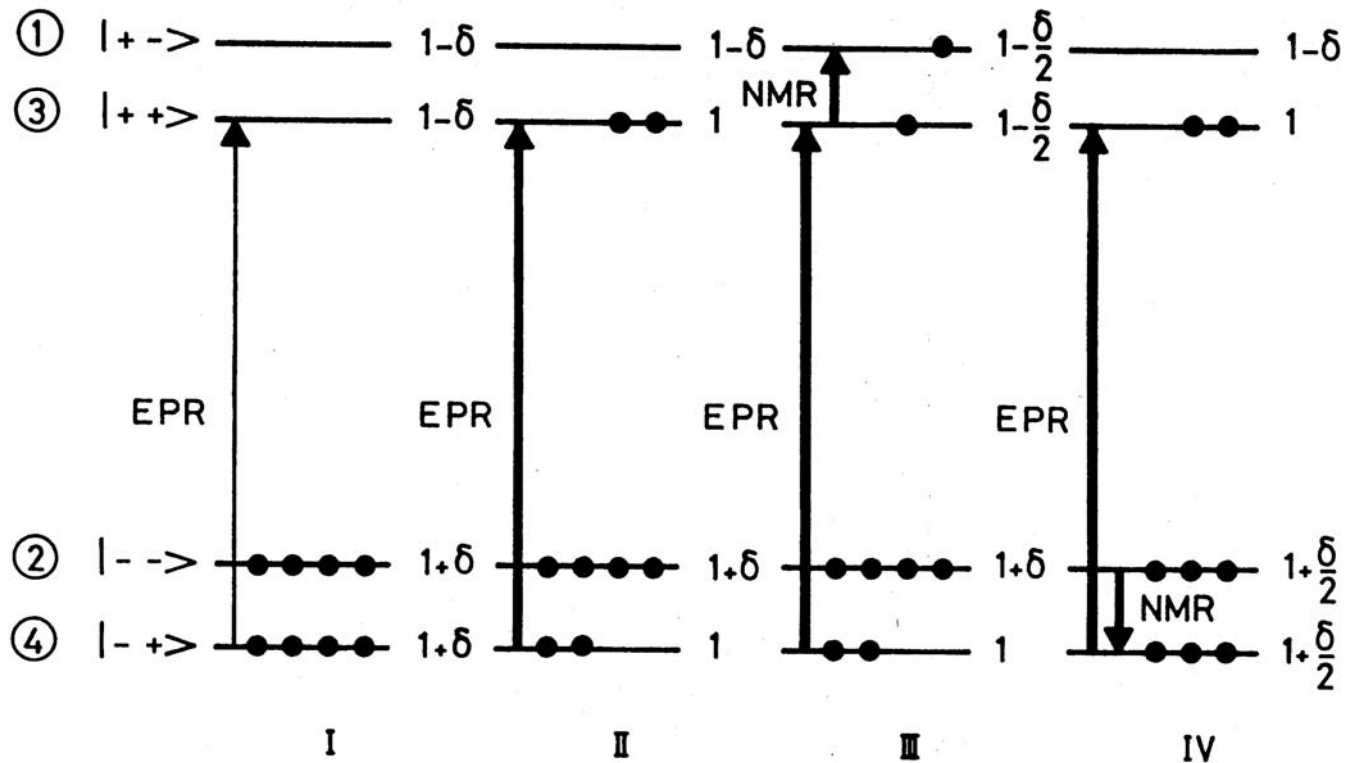 ① |+ -> 1-δ 1-δ 1-δ/2 1-δ
NMR
③ |+ +> 1-δ 1 1-δ/2 1
EPR EPR EPR EPR
② |- -> 1+δ 1+δ 1+δ 1+δ/2
NMR
④ |- +> 1+δ 1 1 1+δ/2
I II III IV